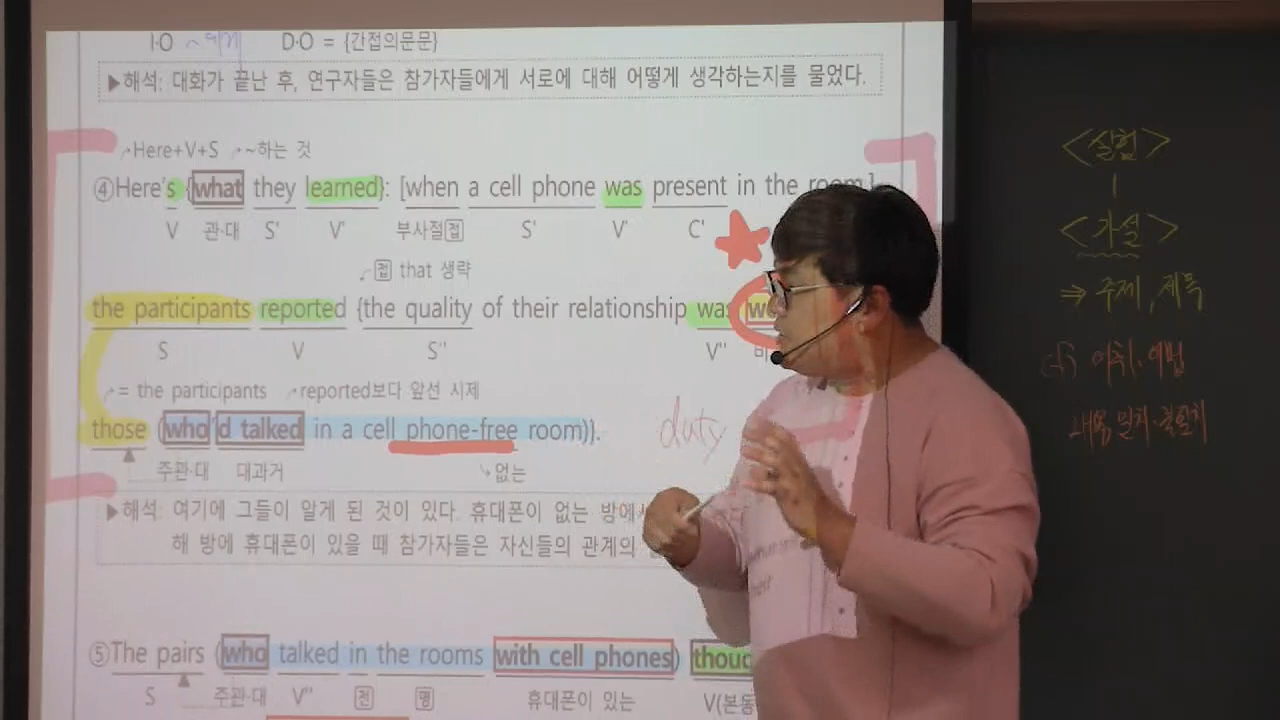 I·O ~에게 D·O = {간접의문문}
▶해석: 대화가 끝난 후, 연구자들은 참가자들에게 서로에 대해 어떻게 생각하는지를 물었다.
Here+V+S ~하는 것
④Here's {what they learned}: [when a cell phone was present in the room]
V 관·대 S' V' 부사절접 S' V' C'
접 that 생략
the participants reported {the quality of their relationship was
S V S" V"
= the participants reported보다 앞선 시제
those (who'd talked in a cell phone-free room)}.
duty
주관·대 대과거 없는
▶해석: 여기에 그들이 알게 된 것이 있다. 휴대폰이 없는 방에서
해 방에 휴대폰이 있을 때 참가자들은 자신들의 관계의
⑤The pairs (who talked in the rooms with cell phones)
S 주관·대 V" 전 명 휴대폰이 있는 V(본동
<실험>
<가설>
⇒ 주제, 제목
어휘·어법
내용 일치·불일치